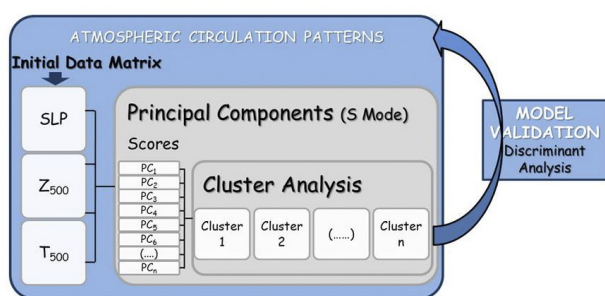 ATMOSPHERIC CIRCULATION PATTERNS
Initial Data Matrix
SLP
Z500
T500
Principal Components (S Mode)
Scores
PC1
PC2
PC3
PC4
PC5
PC6
(....)
PCn
Cluster Analysis
Cluster
1
Cluster
2
(......)
Cluster
n
MODEL
VALIDATION
Discriminant
Analysis